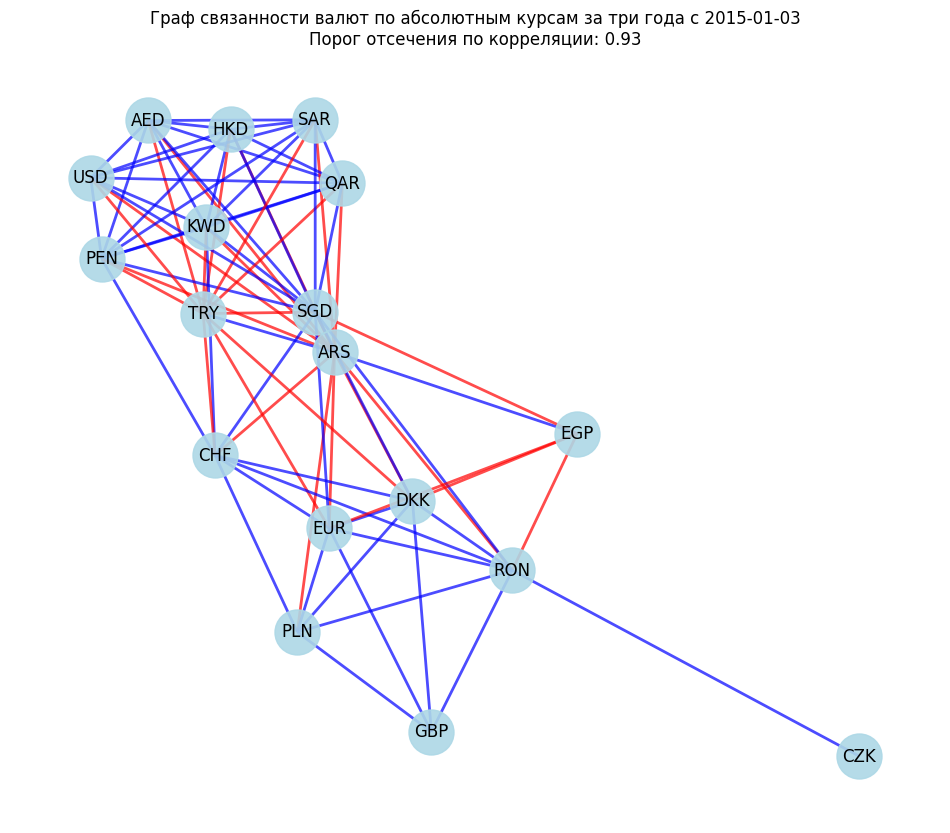 Граф связанности валют по абсолютным курсам за три года с 2015-01-03
Порог отсечения по корреляции: 0.93
AED
HKD
SAR
USD
QAR
KWD
PEN
TRY
SGD
ARS
EGP
CHF
DKK
EUR
RON
PLN
GBP
CZK